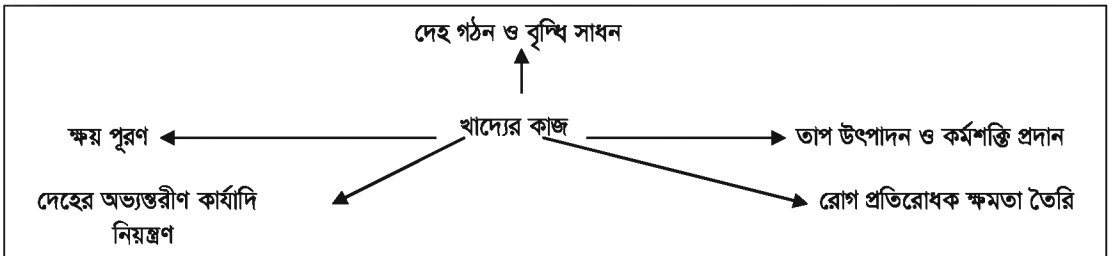 দেহ গঠন ও বৃদ্ধি সাধন
ক্ষয় পূরণ
খাদ্যের কাজ
তাপ উৎপাদন ও কর্মশক্তি প্রদান
দেহের অভ্যন্তরীণ কার্যাদি
নিয়ন্ত্রণ
রোগ প্রতিরোধক ক্ষমতা তৈরি